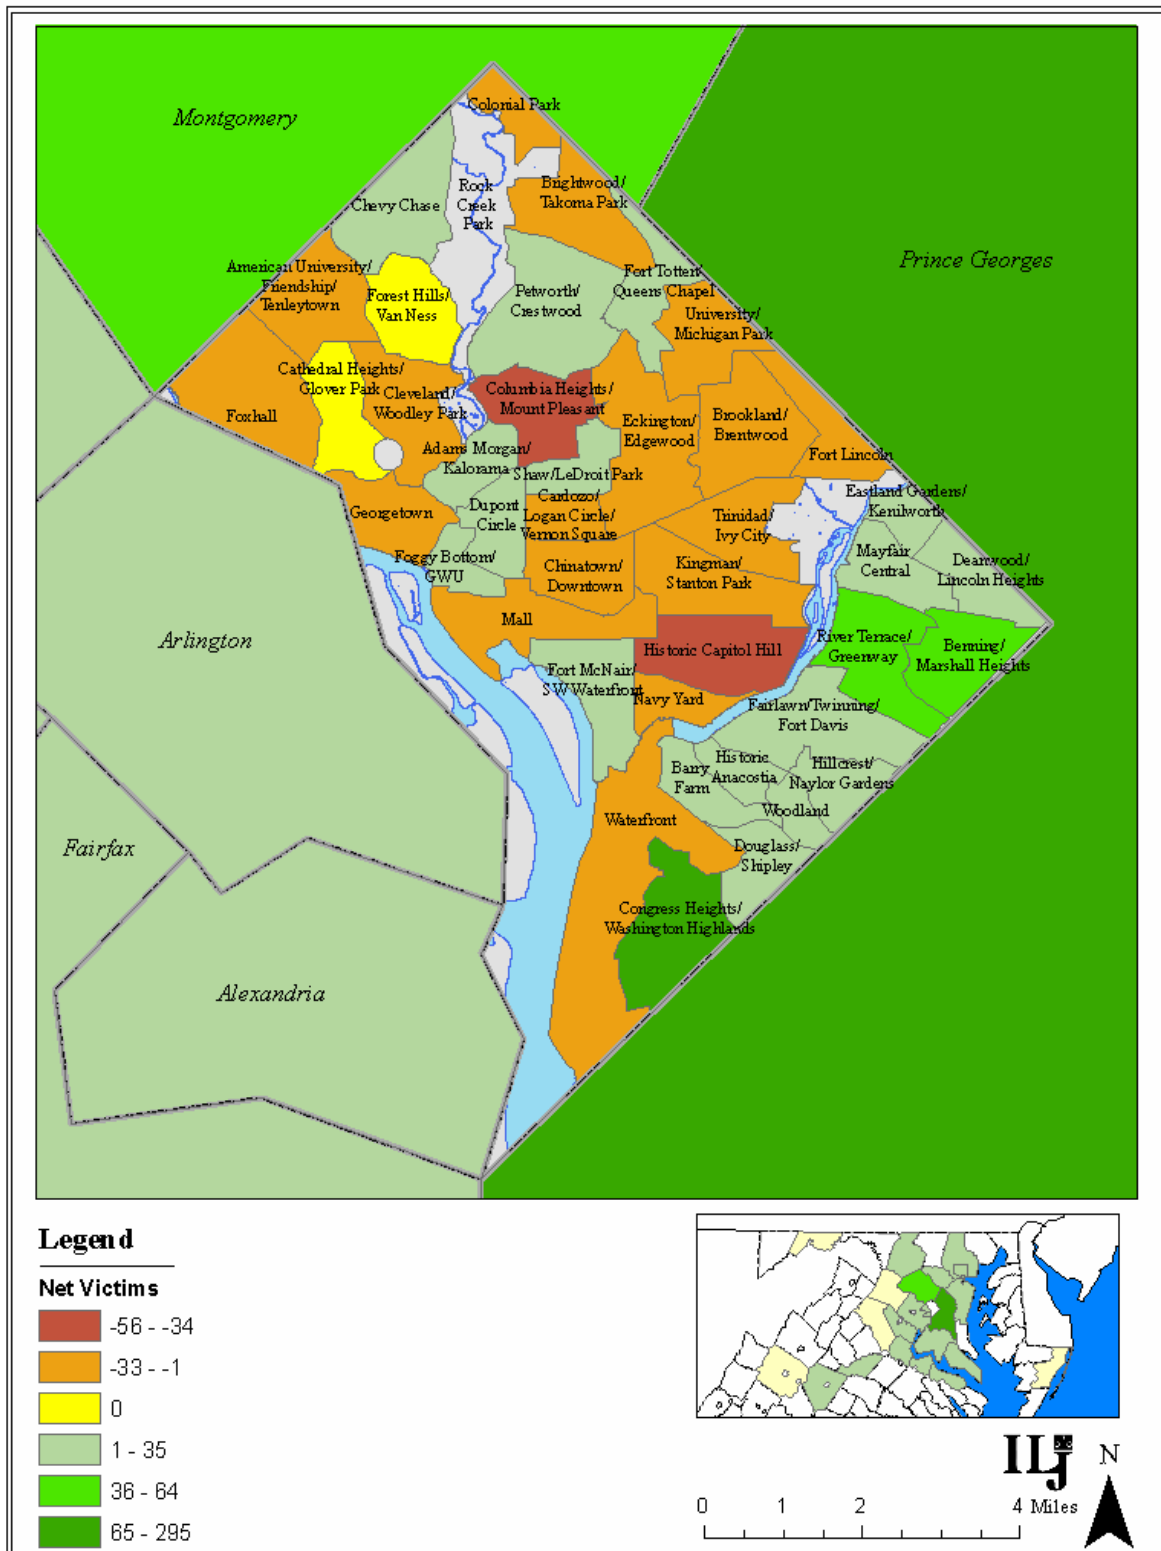 Montgomery
Colonial Park
Rock
Creek
Park
Brightwood/
Takoma Park
Chevy Chase
Prince Georges
American University/
Friendship/
Tenleytown
Forest Hills/
Van Ness
Petworth/
Crestwood
Fort Totten/
Queens Chapel
University/
Michigan Park
Cathedral Heights/
Glover Park
Cleveland/
Woodley Park
Columbia Heights/
Mount Pleasant
Foxhall
Eckington/
Edgewood
Brookland/
Brentwood
Adams Morgan/
Kalorama
Fort Lincoln
Shaw/LeDroit Park
Cardozo/
Logan Circle/
Vernon Square
Dupont
Circle
Georgetown
Trinidad/
Ivy City
Eastland Gardens/
Kenilworth
Foggy Bottom/
GWU
Chinatown/
Downtown
Kingman/
Stanton Park
Mayfair
Central
Deanwood/
Lincoln Heights
Mall
Arlington
Historic Capitol Hill
River Terrace/
Greenway
Benning/
Marshall Heights
Fort McNair/
SW Waterfront
Navy Yard
Fairlawn/Twinning/
Fort Davis
Barry
Farm
Historic
Anacostia
Hillcrest/
Naylor Gardens
Woodland
Waterfront
Douglass/
Shipley
Fairfax
Congress Heights/
Washington Highlands
Alexandria
Legend
Net Victims
-56 - -34
-33 - -1
0
1 - 35
36 - 64
65 - 295
ILJ
N
0 1 2 4 Miles